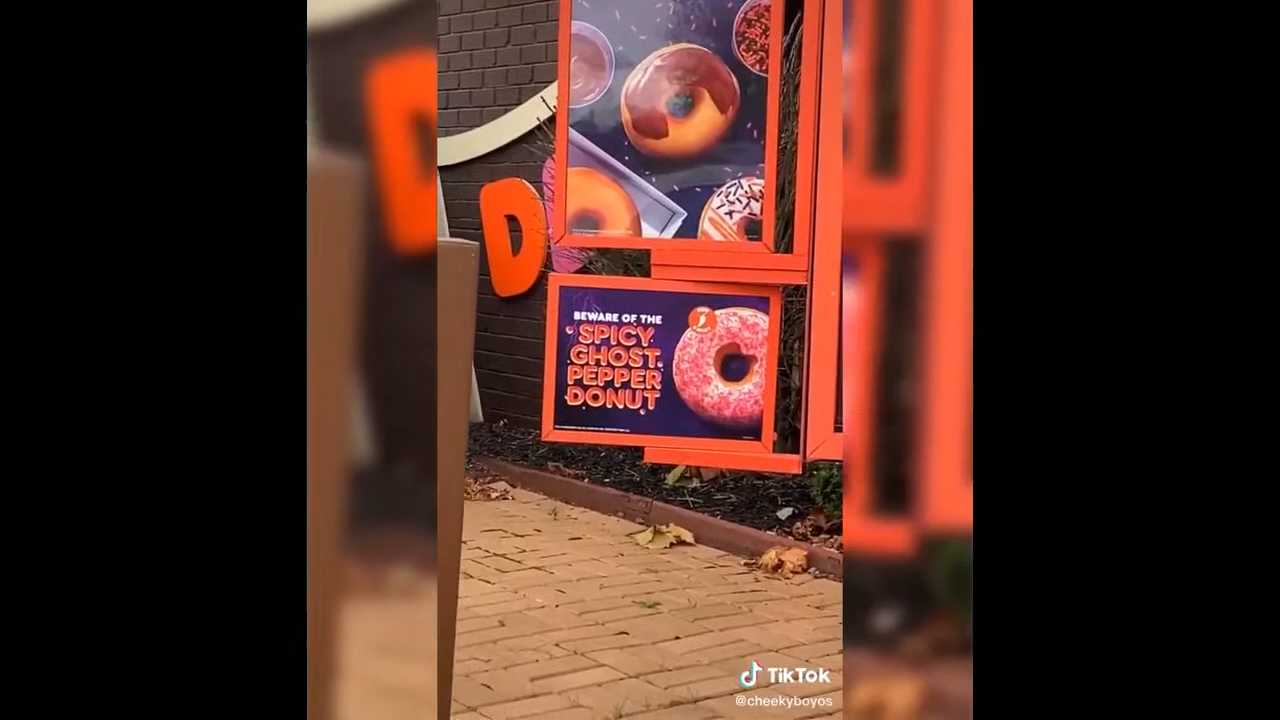 D
BEWARE OF THE
SPICY
GHOST
PEPPER
DONUT
TikTok
@cheekyboyos